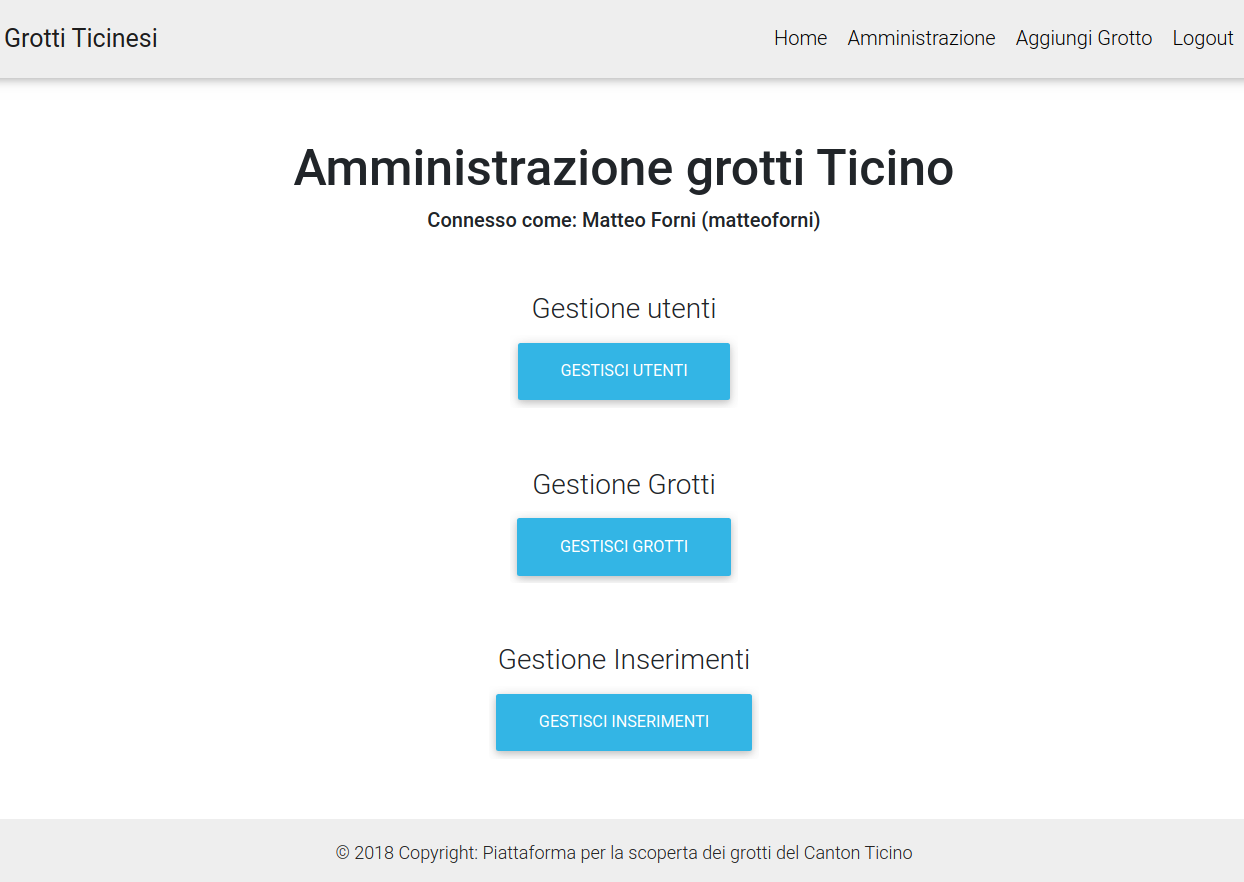 Grotti Ticinesi
Home Amministrazione Aggiungi Grotto Logout
Amministrazione grotti Ticino
Connesso come: Matteo Forni (matteoforni)
Gestione utenti
GESTISCI UTENTI
Gestione Grotti
GESTISCI GROTTI
Gestione Inserimenti
GESTISCI INSERIMENTI
© 2018 Copyright: Piattaforma per la scoperta dei grotti del Canton Ticino